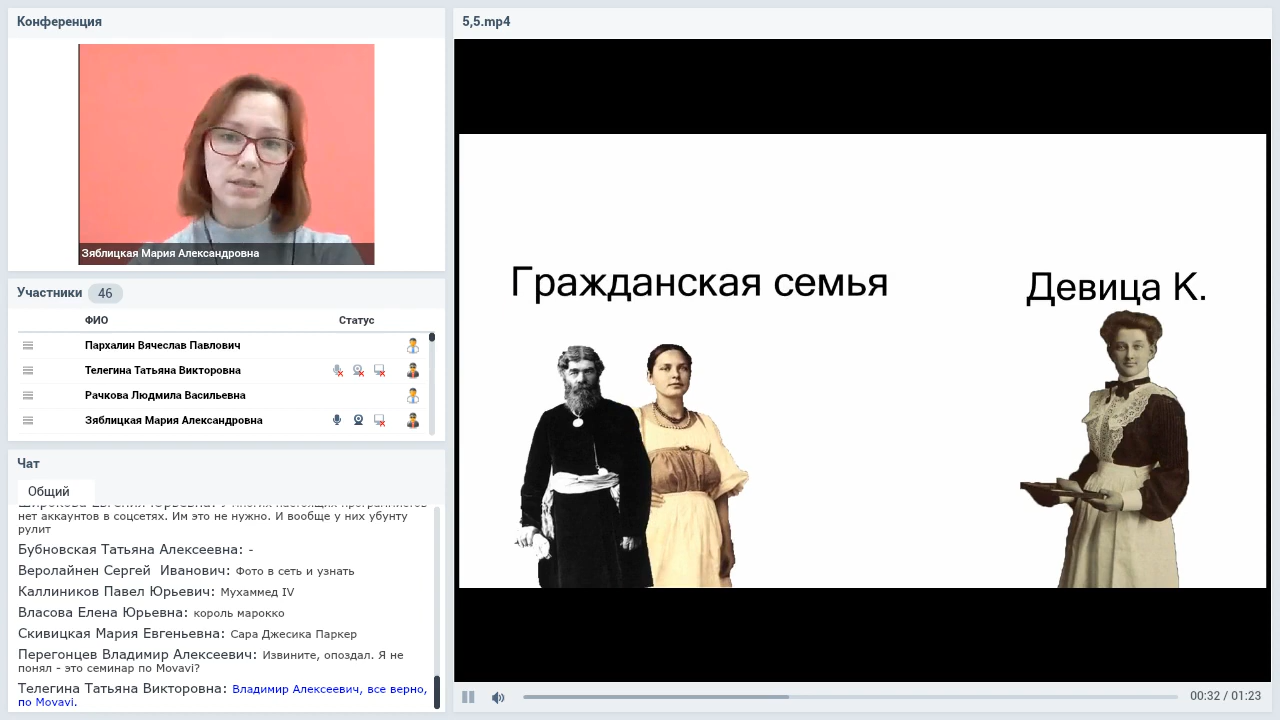 Конференция
Зяблицкая Мария Александровна
Участники 46
ФИО Статус
Пархалин Вячеслав Павлович
Телегина Татьяна Викторовна
Рачкова Людмила Васильевна
Зяблицкая Мария Александровна
Чат
Общий
нет аккаунтов в соцсетях. Им это не нужно. И вообще у них убунту
рулит
Бубновская Татьяна Алексеевна: -
Веролайнен Сергей Иванович: Фото в сеть и узнать
Каллиников Павел Юрьевич: Мухаммед IV
Власова Елена Юрьевна: король марокко
Скивицкая Мария Евгеньевна: Сара Джесика Паркер
Перегонцев Владимир Алексеевич: Извините, опоздал. Я не
понял - это семинар по Movavi?
Телегина Татьяна Викторовна: Владимир Алексеевич, все верно,
по Movavi.
5,5.mp4
Гражданская семья
Девица К.
00:32 / 01:23